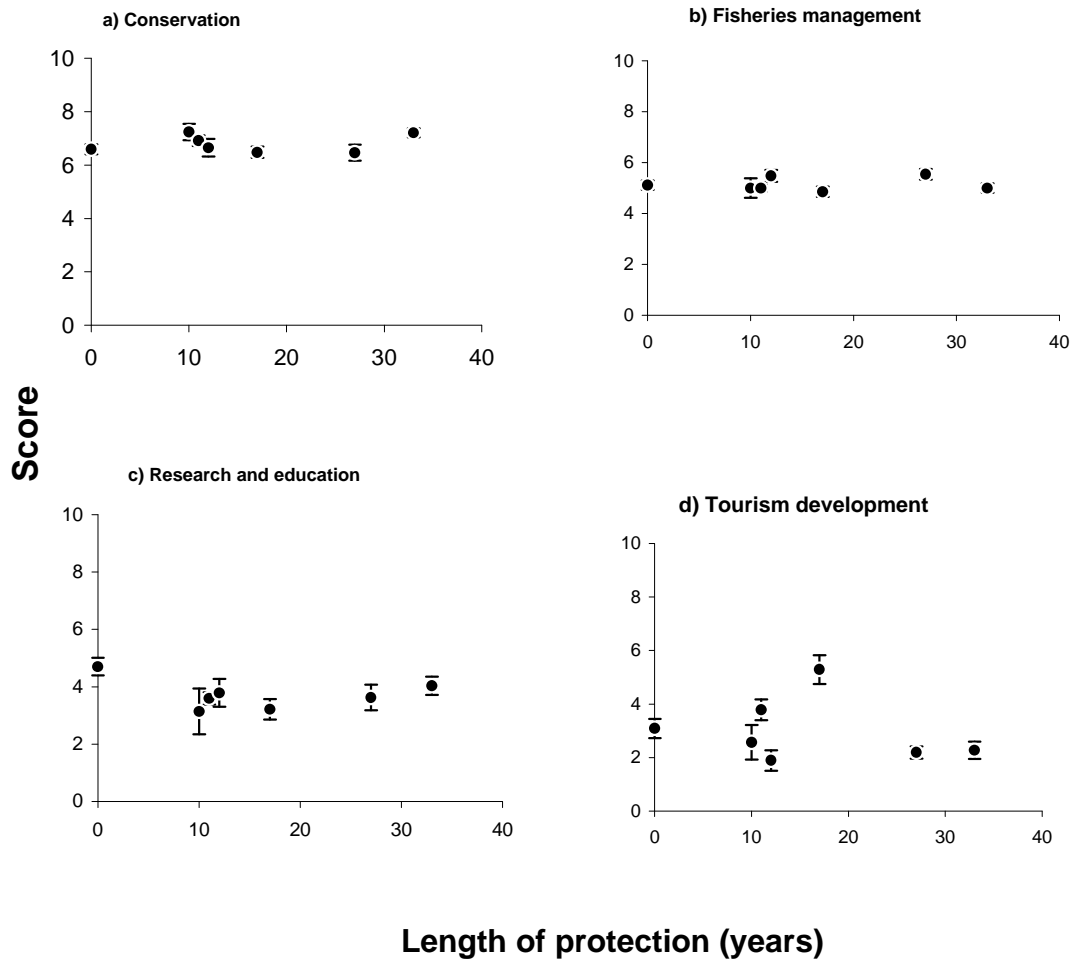 a) Conservation
10
8
6
4
2
0
0 10 20 30 40
b) Fisheries management
10
8
6
4
2
0
0 10 20 30 40
Score
c) Research and education
10
8
6
4
2
0
0 10 20 30 40
d) Tourism development
10
8
6
4
2
0
0 10 20 30 40
Length of protection (years)